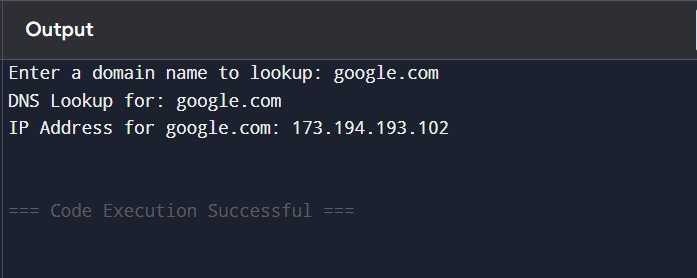 Output
Enter a domain name to lookup: google.com
DNS Lookup for: google.com
IP Address for google.com: 173.194.193.102
=== Code Execution Successful ===